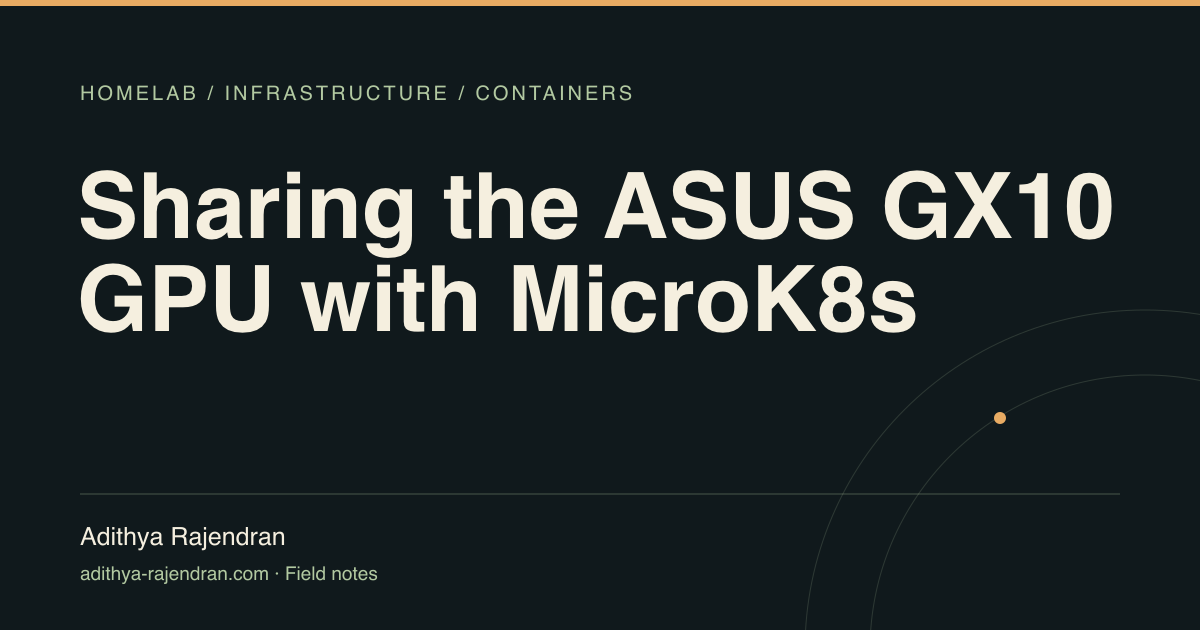 HOMELAB / INFRASTRUCTURE / CONTAINERS
Sharing the ASUS GX10
GPU with MicroK8s
Adithya Rajendran
adithya-rajendran.com · Field notes